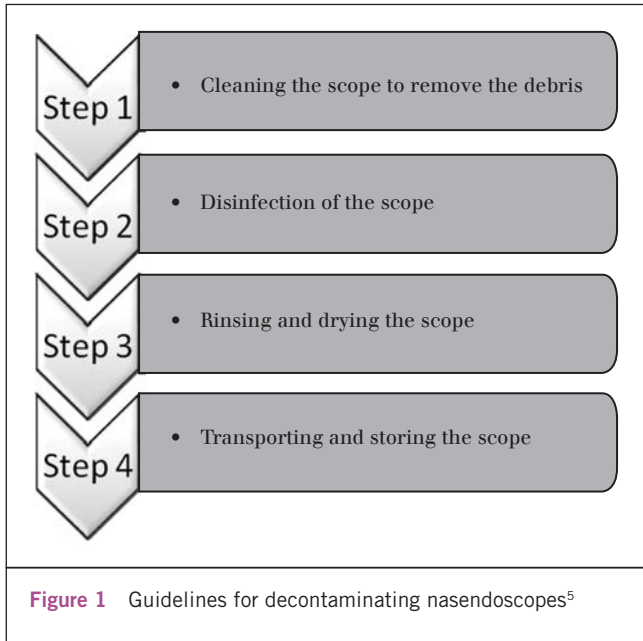 Step 1
• Cleaning the scope to remove the debris
Step 2
• Disinfection of the scope
Step 3
• Rinsing and drying the scope
Step 4
• Transporting and storing the scope
Figure 1 Guidelines for decontaminating nasendoscopes⁵